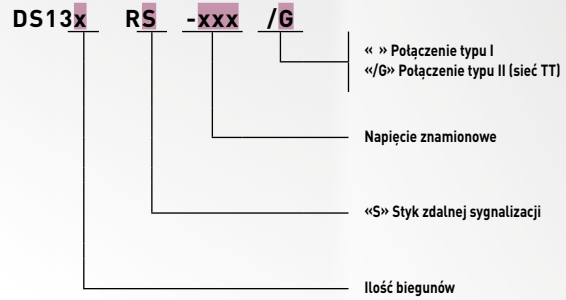 DS13x RS -xxx /G
« » Połączenie typu I
«/G» Połączenie typu II (sieć TT)
Napięcie znamionowe
«S» Styk zdalnej sygnalizacji
Ilość biegunów